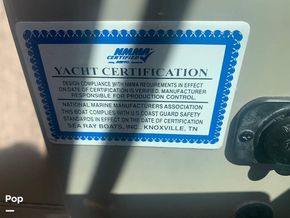 NMMA
CERTIFIED
YACHT CERTIFICATION
DESIGN COMPLIANCE WITH NMMA REQUIREMENTS IN EFFECT
ON DATE OF CERTIFICATION IS VERIFIED. MANUFACTURER
RESPONSIBLE FOR PRODUCTION CONTROL.
NATIONAL MARINE MANUFACTURERS ASSOCIATION
THIS BOAT COMPLIES WITH U.S COAST GUARD SAFETY
STANDARDS IN EFFECT ON THE DATE OF CERTIFICATION
SEA RAY BOATS, INC., KNOXVILLE, TN
Pop